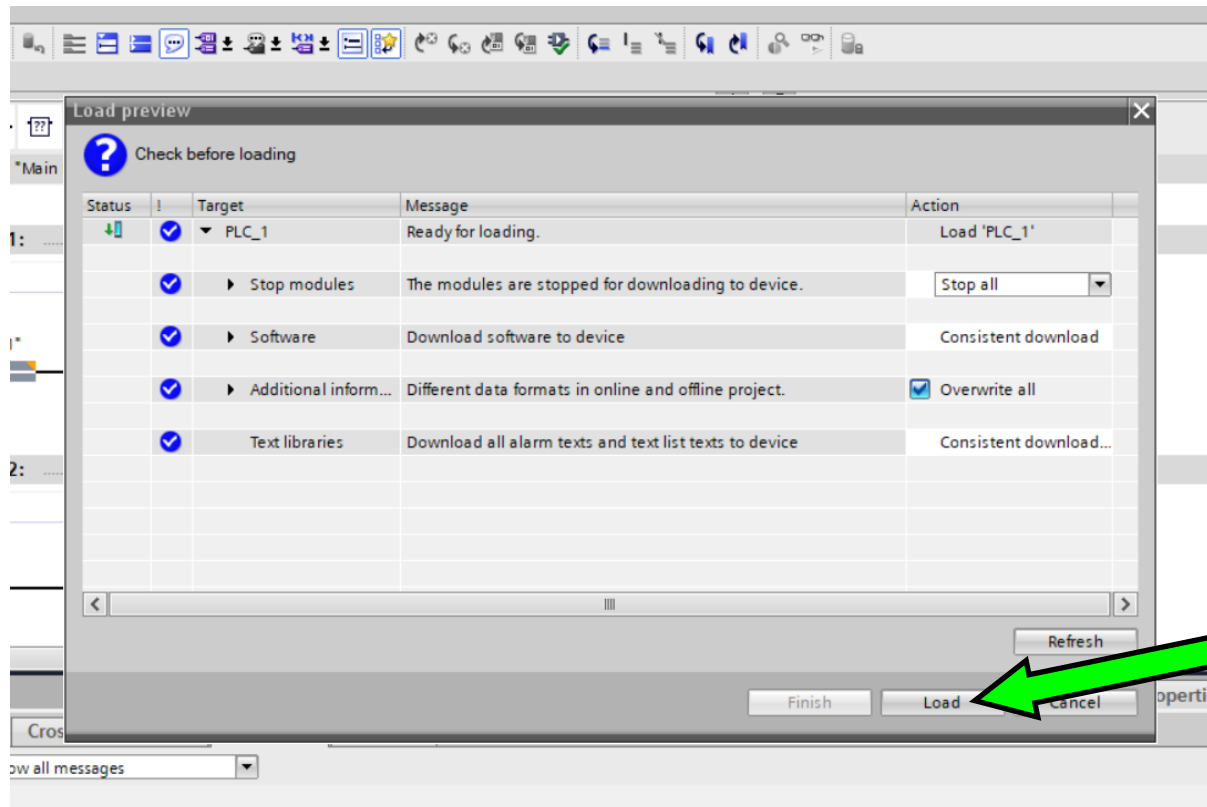 Load preview
Check before loading
"Main
Status ! Target Message Action
1:
PLC_1 Ready for loading. Load 'PLC_1'
Stop modules The modules are stopped for downloading to device. Stop all
Software Download software to device Consistent download
Additional inform... Different data formats in online and offline project. Overwrite all
Text libraries Download all alarm texts and text list texts to device Consistent download...
2:
Refresh
Finish Load Cancel
operti
Cros
ow all messages